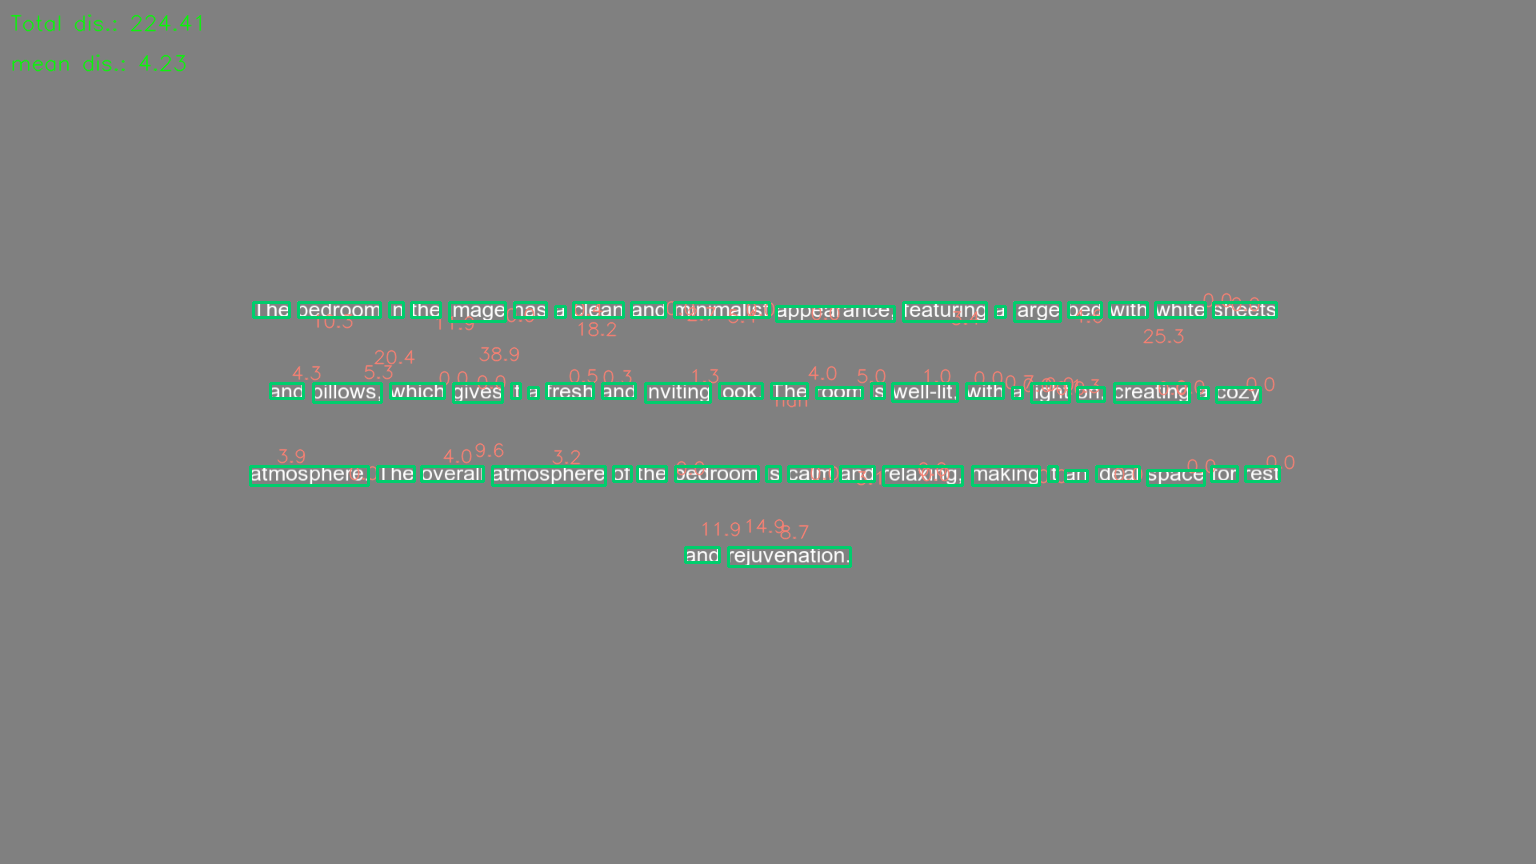 Total dis.: 224.41
mean dis.: 4.23
The bedroom in the image has a clean and minimalist appearance, featuring a large bed with white sheets
10.5 11.9 18.2 25.3
20.4 38.9
4.3 5.3 0.0 0.0 0.5 0.3 1.3 4.0 5.0 1.0 0.0 0.0
and pillows, which gives it a fresh and inviting look. The room is well-lit, with a light on, creating a cozy
nan
3.9 4.0 9.6 3.2 0.0 0.0
atmosphere. The overall atmosphere of the bedroom is calm and relaxing, making it an ideal space for rest
11.9 14.9 8.7
and rejuvenation.